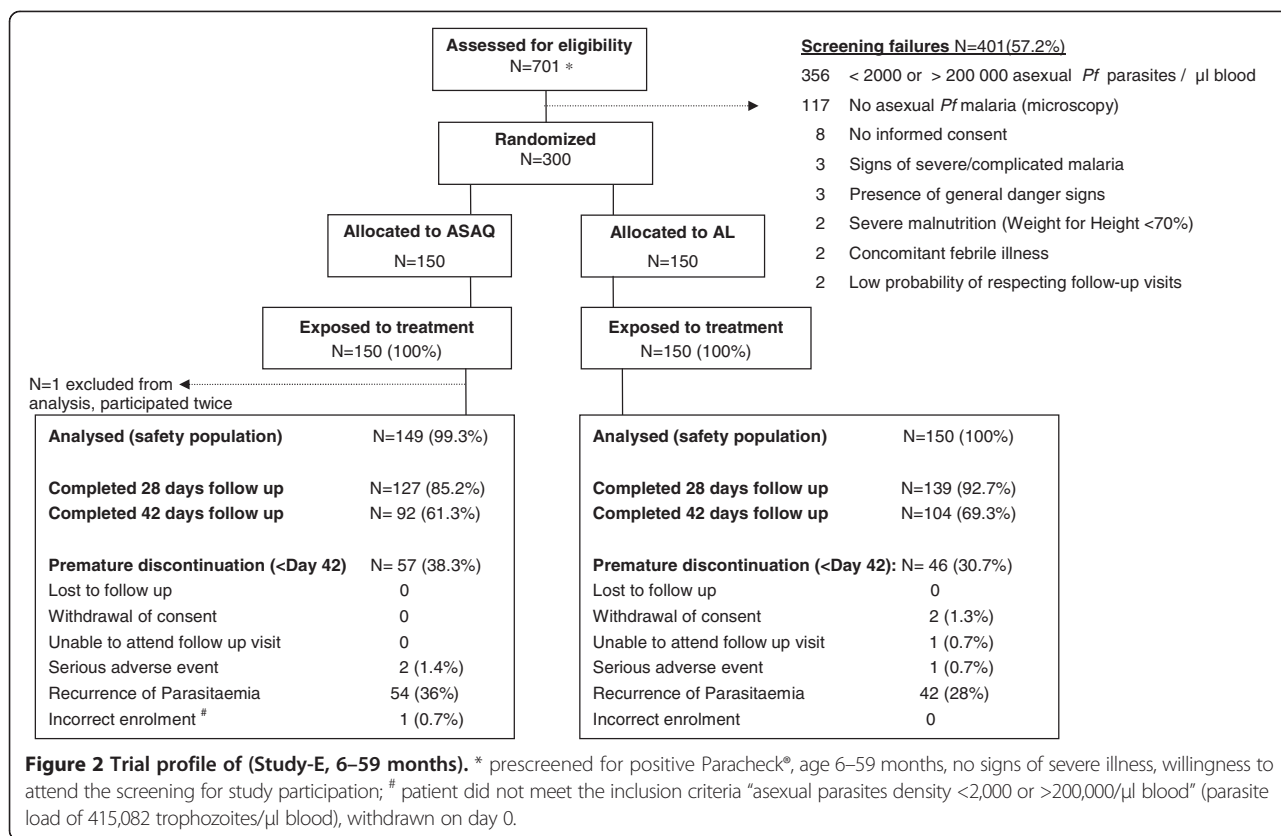 Assessed for eligibility
N=701 *
Screening failures N=401(57.2%)
356 < 2000 or > 200 000 asexual Pf parasites / µl blood
117 No asexual Pf malaria (microscopy)
8 No informed consent
3 Signs of severe/complicated malaria
3 Presence of general danger signs
2 Severe malnutrition (Weight for Height <70%)
2 Concomitant febrile illness
2 Low probability of respecting follow-up visits
Randomized
N=300
Allocated to ASAQ
N=150
Allocated to AL
N=150
Exposed to treatment
N=150 (100%)
Exposed to treatment
N=150 (100%)
N=1 excluded from
analysis, participated twice
Analysed (safety population) N=149 (99.3%)
Completed 28 days follow up N=127 (85.2%)
Completed 42 days follow up N= 92 (61.3%)
Premature discontinuation (<Day 42) N= 57 (38.3%)
Lost to follow up 0
Withdrawal of consent 0
Unable to attend follow up visit 0
Serious adverse event 2 (1.4%)
Recurrence of Parasitaemia 54 (36%)
Incorrect enrolment # 1 (0.7%)
Analysed (safety population) N=150 (100%)
Completed 28 days follow up N=139 (92.7%)
Completed 42 days follow up N=104 (69.3%)
Premature discontinuation (<Day 42): N= 46 (30.7%)
Lost to follow up 0
Withdrawal of consent 2 (1.3%)
Unable to attend follow up visit 1 (0.7%)
Serious adverse event 1 (0.7%)
Recurrence of Parasitaemia 42 (28%)
Incorrect enrolment 0
Figure 2 Trial profile of (Study-E, 6–59 months). * prescreened for positive Paracheck®, age 6–59 months, no signs of severe illness, willingness to
attend the screening for study participation; # patient did not meet the inclusion criteria “asexual parasites density <2,000 or >200,000/µl blood” (parasite
load of 415,082 trophozoites/µl blood), withdrawn on day 0.